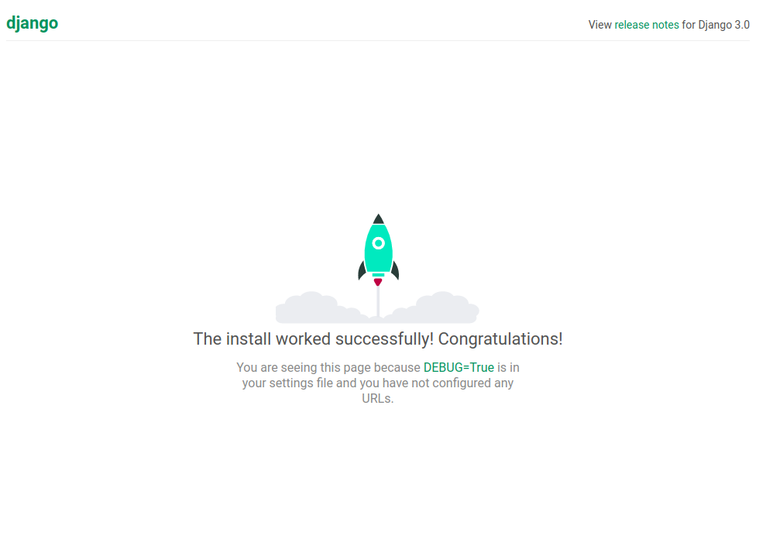 django
View release notes for Django 3.0
The install worked successfully! Congratulations!
You are seeing this page because DEBUG=True is in
your settings file and you have not configured any
URLs.